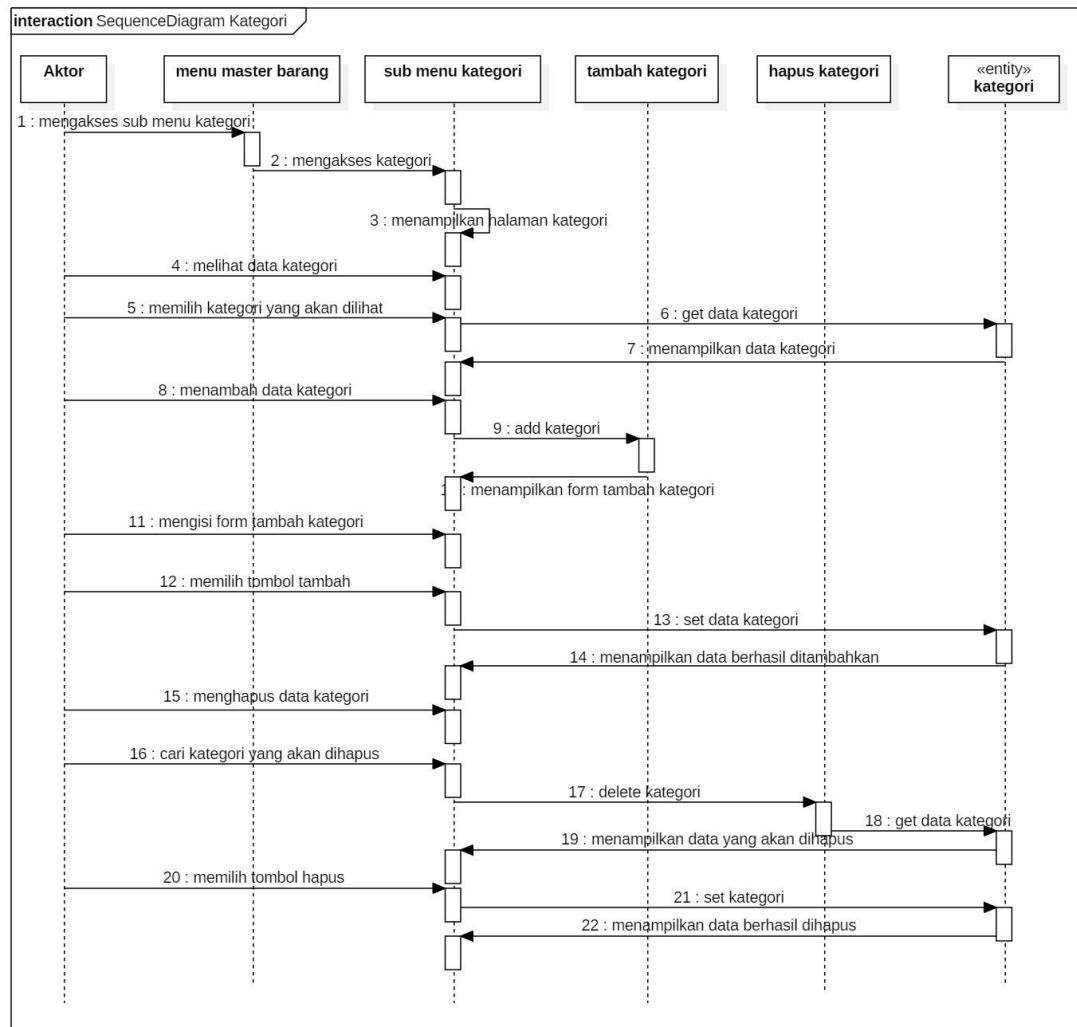 interaction SequenceDiagram Kategori
Aktor
menu master barang
sub menu kategori
tambah kategori
hapus kategori
«entity»
kategori
1 : mengakses sub menu kategori
2 : mengakses kategori
3 : menampilkan halaman kategori
4 : melihat data kategori
5 : memilih kategori yang akan dilihat
6 : get data kategori
7 : menampilkan data kategori
8 : menambah data kategori
9 : add kategori
: menampilkan form tambah kategori
11 : mengisi form tambah kategori
12 : memilih tombol tambah
13 : set data kategori
14 : menampilkan data berhasil ditambahkan
15 : menghapus data kategori
16 : cari kategori yang akan dihapus
17 : delete kategori
18 : get data kategori
19 : menampilkan data yang akan dihapus
20 : memilih tombol hapus
21 : set kategori
22 : menampilkan data berhasil dihapus